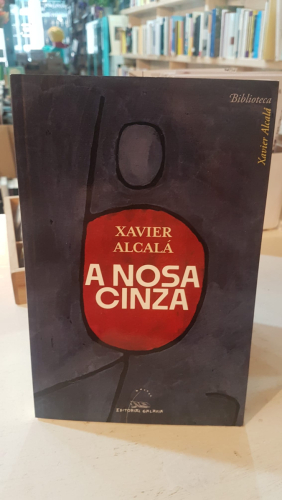 Biblioteca
Xavier Alcalá
XAVIER
ALCALÁ
A NOSA
CINZA
EDITORIAL GALAXIA